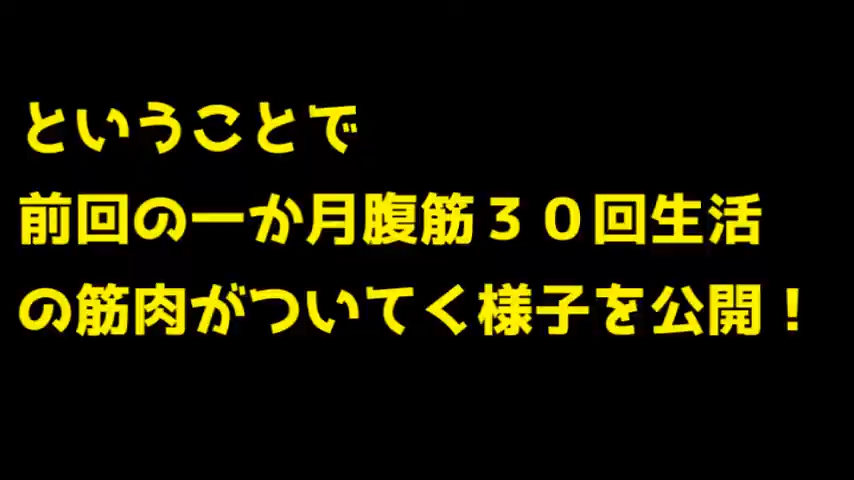 ということで
前回の一か月腹筋３０回生活
の筋肉がついてく様子を公開！